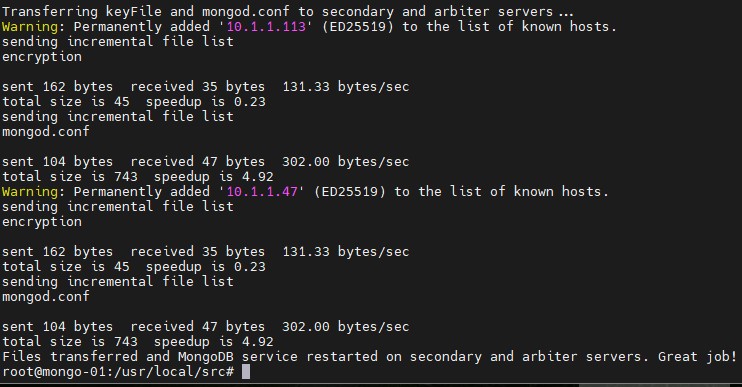 Transferring keyFile and mongod.conf to secondary and arbiter servers ...
Warning: Permanently added '10.1.1.113' (ED25519) to the list of known hosts.
sending incremental file list
encryption
sent 162 bytes  received 35 bytes  131.33 bytes/sec
total size is 45  speedup is 0.23
sending incremental file list
mongod.conf
sent 104 bytes  received 47 bytes  302.00 bytes/sec
total size is 743  speedup is 4.92
Warning: Permanently added '10.1.1.47' (ED25519) to the list of known hosts.
sending incremental file list
encryption
sent 162 bytes  received 35 bytes  131.33 bytes/sec
total size is 45  speedup is 0.23
sending incremental file list
mongod.conf
sent 104 bytes  received 47 bytes  302.00 bytes/sec
total size is 743  speedup is 4.92
Files transferred and MongoDB service restarted on secondary and arbiter servers. Great job!
root@mongo-01:/usr/local/src#